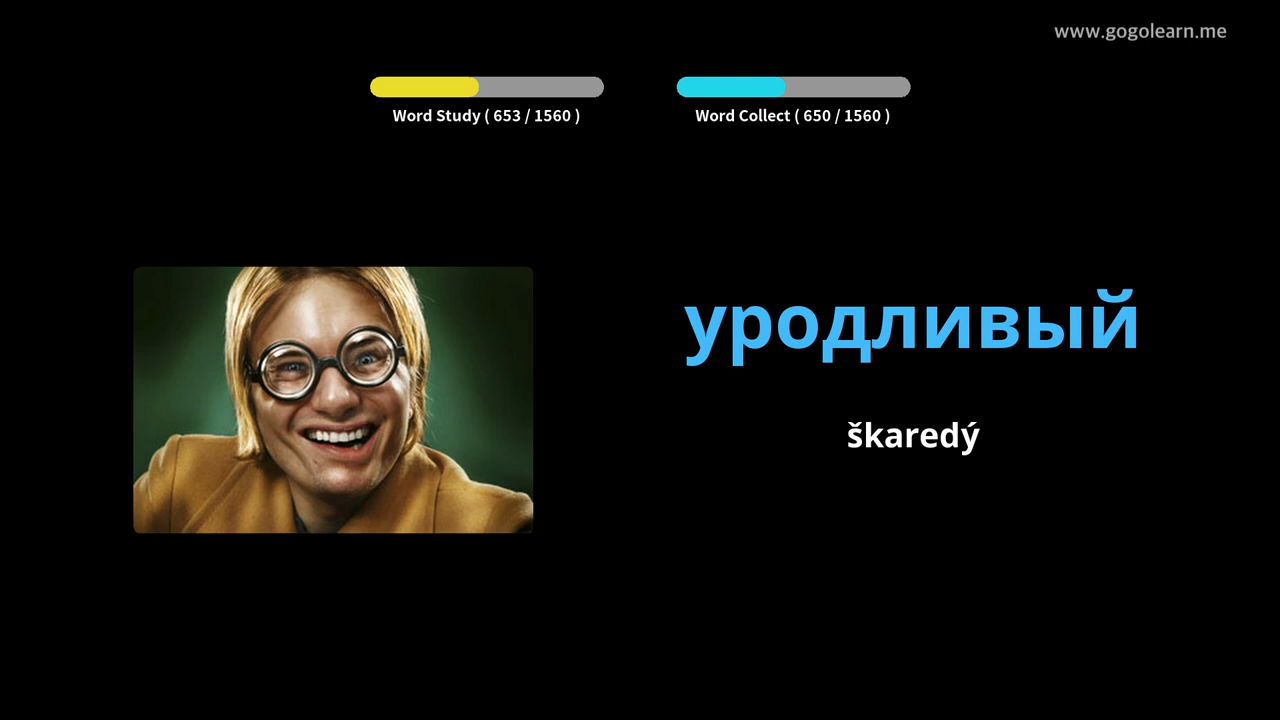 www.gogolearn.me
Word Study ( 653 / 1560 )
Word Collect ( 650 / 1560 )
уродливый
škaredý